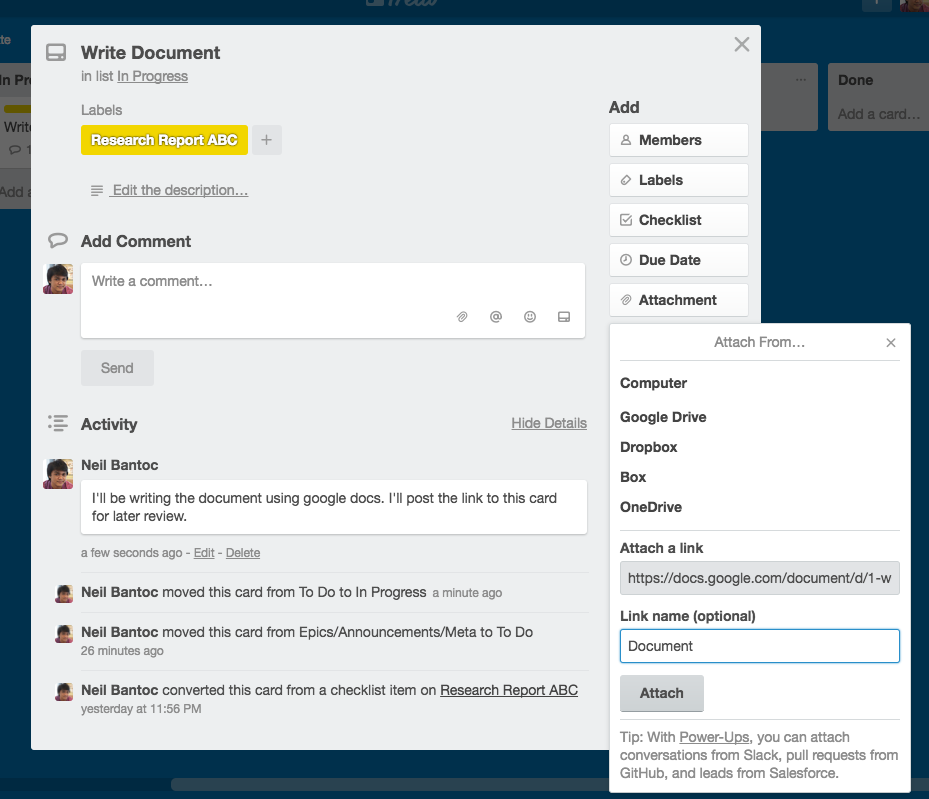 Trello
te
In Pro
Write
1
Add a
Write Document
in list In Progress
Labels
Research Report ABC
+
Edit the description…
Add Comment
Write a comment…
Send
Activity
Hide Details
Neil Bantoc
I'll be writing the document using google docs. I'll post the link to this card
for later review.
a few seconds ago - Edit - Delete
Neil Bantoc moved this card from To Do to In Progress a minute ago
Neil Bantoc moved this card from Epics/Announcements/Meta to To Do
26 minutes ago
Neil Bantoc converted this card from a checklist item on Research Report ABC
yesterday at 11:56 PM
Add
Members
Labels
Checklist
Due Date
Attachment
Attach From…
Computer
Google Drive
Dropbox
Box
OneDrive
Attach a link
https://docs.google.com/document/d/1-w
Link name (optional)
Document
Attach
Tip: With Power-Ups, you can attach
conversations from Slack, pull requests from
GitHub, and leads from Salesforce.
Done
Add a card…